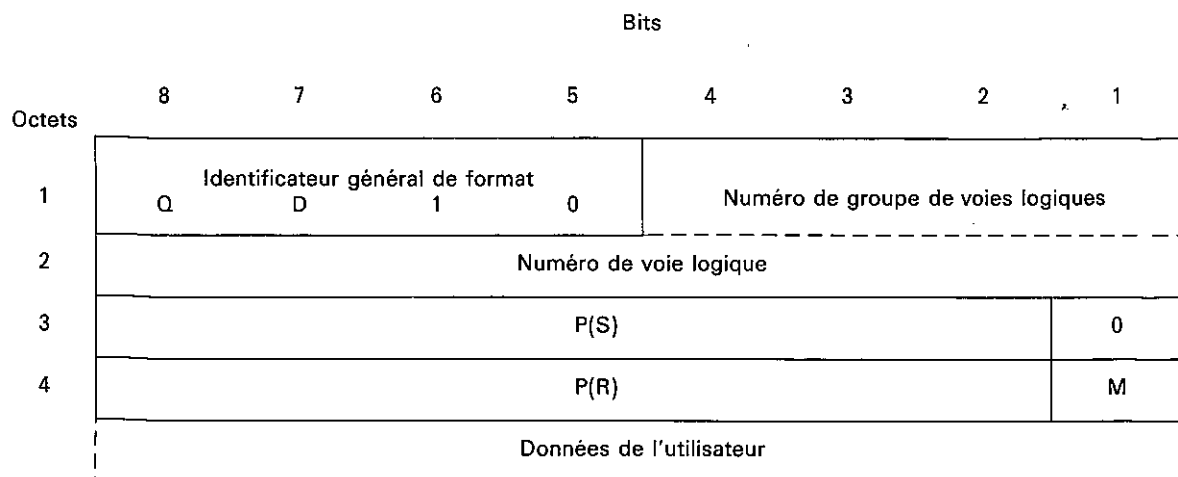 Bits
8 7 6 5 4 3 2 1
Octets
1 Identificateur général de format
Q D 1 0 Numéro de groupe de voies logiques
2 Numéro de voie logique
3 P(S) 0
4 P(R) M
Données de l'utilisateur